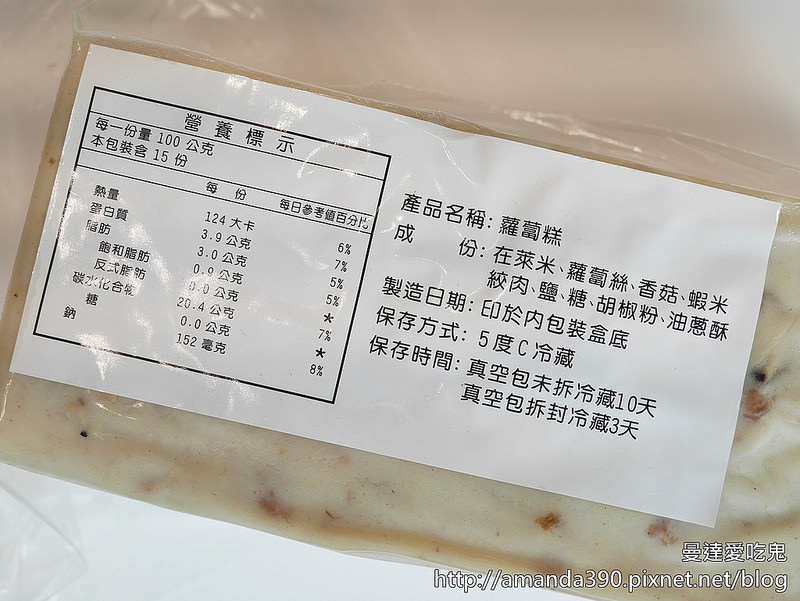 營養標示
每一份量 100 公克
本包裝含 15 份
每 份 每日參考值百分比
熱量 124 大卡 6%
蛋白質 3.9 公克 7%
脂肪 3.0 公克 5%
飽和脂肪 0.9 公克 5%
反式脂肪 0.0 公克 *
碳水化合物 20.4 公克 7%
糖 0.0 公克 *
鈉 152 毫克 8%
產品名稱: 蘿蔔糕
成 份: 在萊米、蘿蔔絲、香菇、蝦米
絞肉、鹽、糖、胡椒粉、油蔥酥
製造日期: 印於內包裝盒底
保存方式: 5度C冷藏
保存時間: 真空包未拆冷藏10天
真空包拆封冷藏3天
曼達愛吃鬼
http://amanda390.pixnet.net/blog